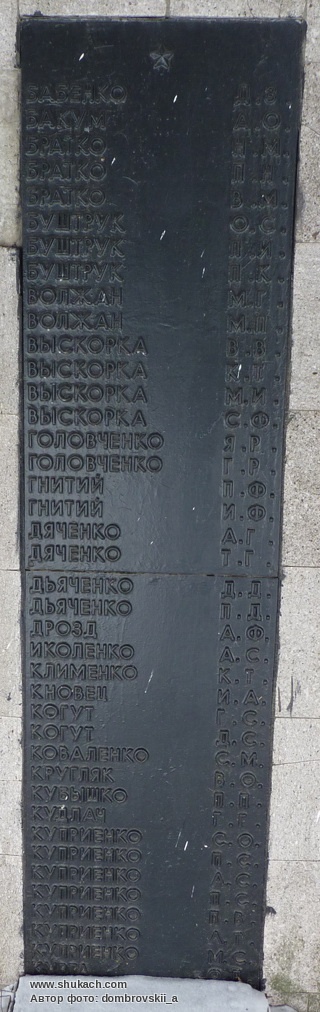 БАБЕНКО Д.З.
БАКУМ О.
БРАТКО
БРАТКО
БРАТКО В.М.
БУШТРУК О.С.
БУШТРУК И.
БУШТРУК П.К.
ВОЛЖАН М.Г.
ВОЛЖАН М.П.
ВЫСКОРКА В.В.
ВЫСКОРКА
ВЫСКОРКА М.И.
ВЫСКОРКА С.Ф.
ГОЛОВЧЕНКО Я.Р.
ГОЛОВЧЕНКО Г.Р.
ГНИТИЙ П.Ф.
ГНИТИЙ И.Ф.
ДЯЧЕНКО А.Г.
ДЯЧЕНКО Т.Г.
ДЬЯЧЕНКО Д.Д.
ДЬЯЧЕНКО П.Д.
ДРОЗД А.Ф.
ИКОЛЕНКО А.С.
КЛИМЕНКО К.Т.
КНОВЕЦ И.А.
КОГУТ Г.С.
КОГУТ Д.С.
КОВАЛЕНКО С.М.
КРУГЛЯК В.О.
КУБЫШКО
КУДЛАЧ Т.Г.
КУПРИЕНКО С.О.
КУПРИЕНКО
КУПРИЕНКО
КУПРИЕНКО
КУПРИЕНКО
КУПРИЕНКО
КУПРИЕНКО
www.shukach.com
Автор фото: dombrovskii_a